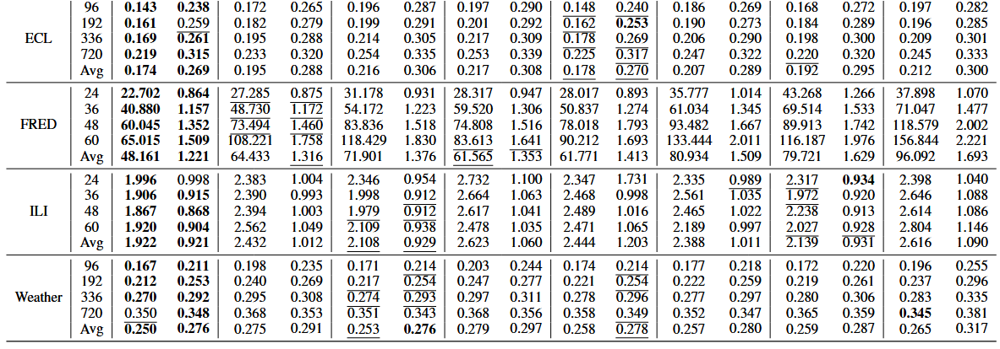 96 0.143 0.238 0.172 0.265 0.196 0.287 0.197 0.290 0.148 0.240 0.186 0.269 0.168 0.272 0.197 0.282
ECL 192 0.161 0.259 0.182 0.279 0.199 0.291 0.201 0.292 0.162 0.253 0.190 0.273 0.184 0.289 0.196 0.285
336 0.169 0.261 0.195 0.288 0.214 0.305 0.217 0.309 0.178 0.269 0.206 0.290 0.198 0.300 0.209 0.301
720 0.219 0.315 0.233 0.320 0.254 0.335 0.253 0.339 0.225 0.317 0.247 0.322 0.220 0.320 0.245 0.333
Avg 0.174 0.269 0.195 0.288 0.216 0.306 0.217 0.308 0.178 0.270 0.207 0.289 0.192 0.295 0.212 0.300
24 22.702 0.864 27.285 0.875 31.178 0.931 28.317 0.947 28.017 0.893 35.777 1.014 43.268 1.266 37.898 1.070
36 40.880 1.157 48.730 1.172 54.172 1.223 59.520 1.306 50.837 1.274 61.034 1.345 69.514 1.533 71.047 1.477
FRED 48 60.045 1.352 73.494 1.460 83.836 1.518 74.808 1.516 78.018 1.793 93.482 1.667 89.913 1.742 118.579 2.002
60 65.015 1.509 108.221 1.758 118.429 1.830 83.613 1.641 90.212 1.693 133.444 2.011 116.187 1.976 156.844 2.221
Avg 48.161 1.221 64.433 1.316 71.901 1.376 61.565 1.353 61.771 1.413 80.934 1.509 79.721 1.629 96.092 1.693
24 1.996 0.998 2.383 1.004 2.346 0.954 2.732 1.100 2.347 1.731 2.335 0.989 2.317 0.934 2.398 1.040
36 1.906 0.915 2.390 0.993 1.998 0.912 2.664 1.063 2.468 0.998 2.561 1.035 1.972 0.920 2.646 1.088
ILI 48 1.867 0.868 2.394 1.003 1.979 0.912 2.617 1.041 2.489 1.016 2.465 1.022 2.238 0.913 2.614 1.086
60 1.920 0.904 2.562 1.049 2.109 0.938 2.478 1.035 2.471 1.065 2.189 0.997 2.027 0.928 2.804 1.146
Avg 1.922 0.921 2.432 1.012 2.108 0.929 2.623 1.060 2.444 1.203 2.388 1.011 2.139 0.931 2.616 1.090
96 0.167 0.211 0.198 0.235 0.171 0.214 0.203 0.244 0.174 0.214 0.177 0.218 0.172 0.220 0.196 0.255
192 0.212 0.253 0.240 0.269 0.217 0.254 0.247 0.277 0.221 0.254 0.222 0.259 0.219 0.261 0.237 0.296
Weather 336 0.270 0.292 0.295 0.308 0.274 0.293 0.297 0.311 0.278 0.296 0.277 0.297 0.280 0.306 0.283 0.335
720 0.350 0.348 0.368 0.353 0.351 0.343 0.368 0.356 0.358 0.349 0.352 0.347 0.365 0.359 0.345 0.381
Avg 0.250 0.276 0.275 0.291 0.253 0.276 0.279 0.297 0.258 0.278 0.257 0.280 0.259 0.287 0.265 0.317